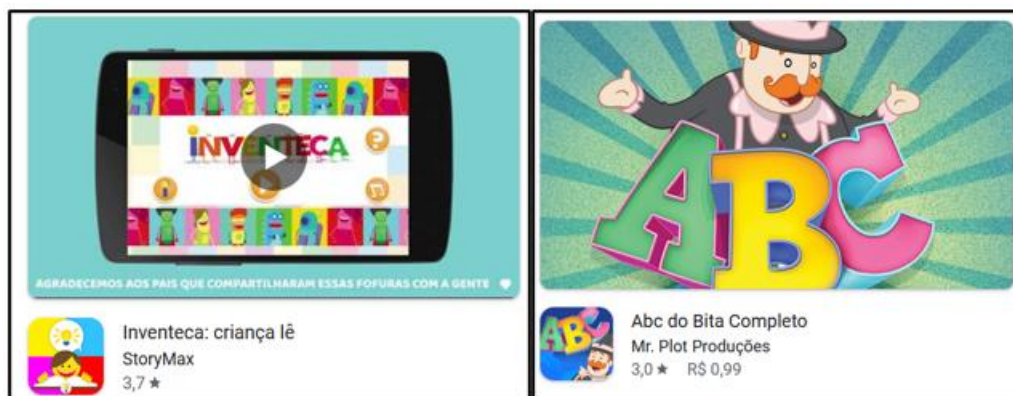 INVENTECA
AGRADECEMOS AOS PAIS QUE COMPARTILHARAM ESSAS FOFURAS COM A GENTE
Inventeca: criança lê
StoryMax
3,7 ★
ABC
ABC
Abc do Bita Completo
Mr. Plot Produções
3,0 ★ R$ 0,99